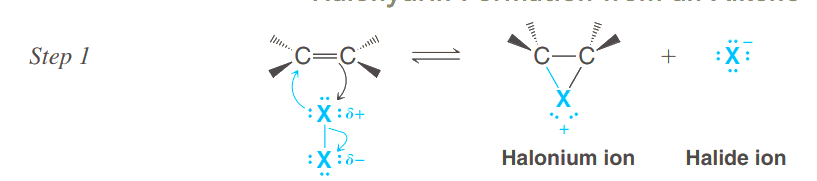 Halohydrin Formation from an Alkene
Step 1
C=C
C—C
+
:X:−
X
:X:δ+
+
:X:δ−
Halonium ion
Halide ion